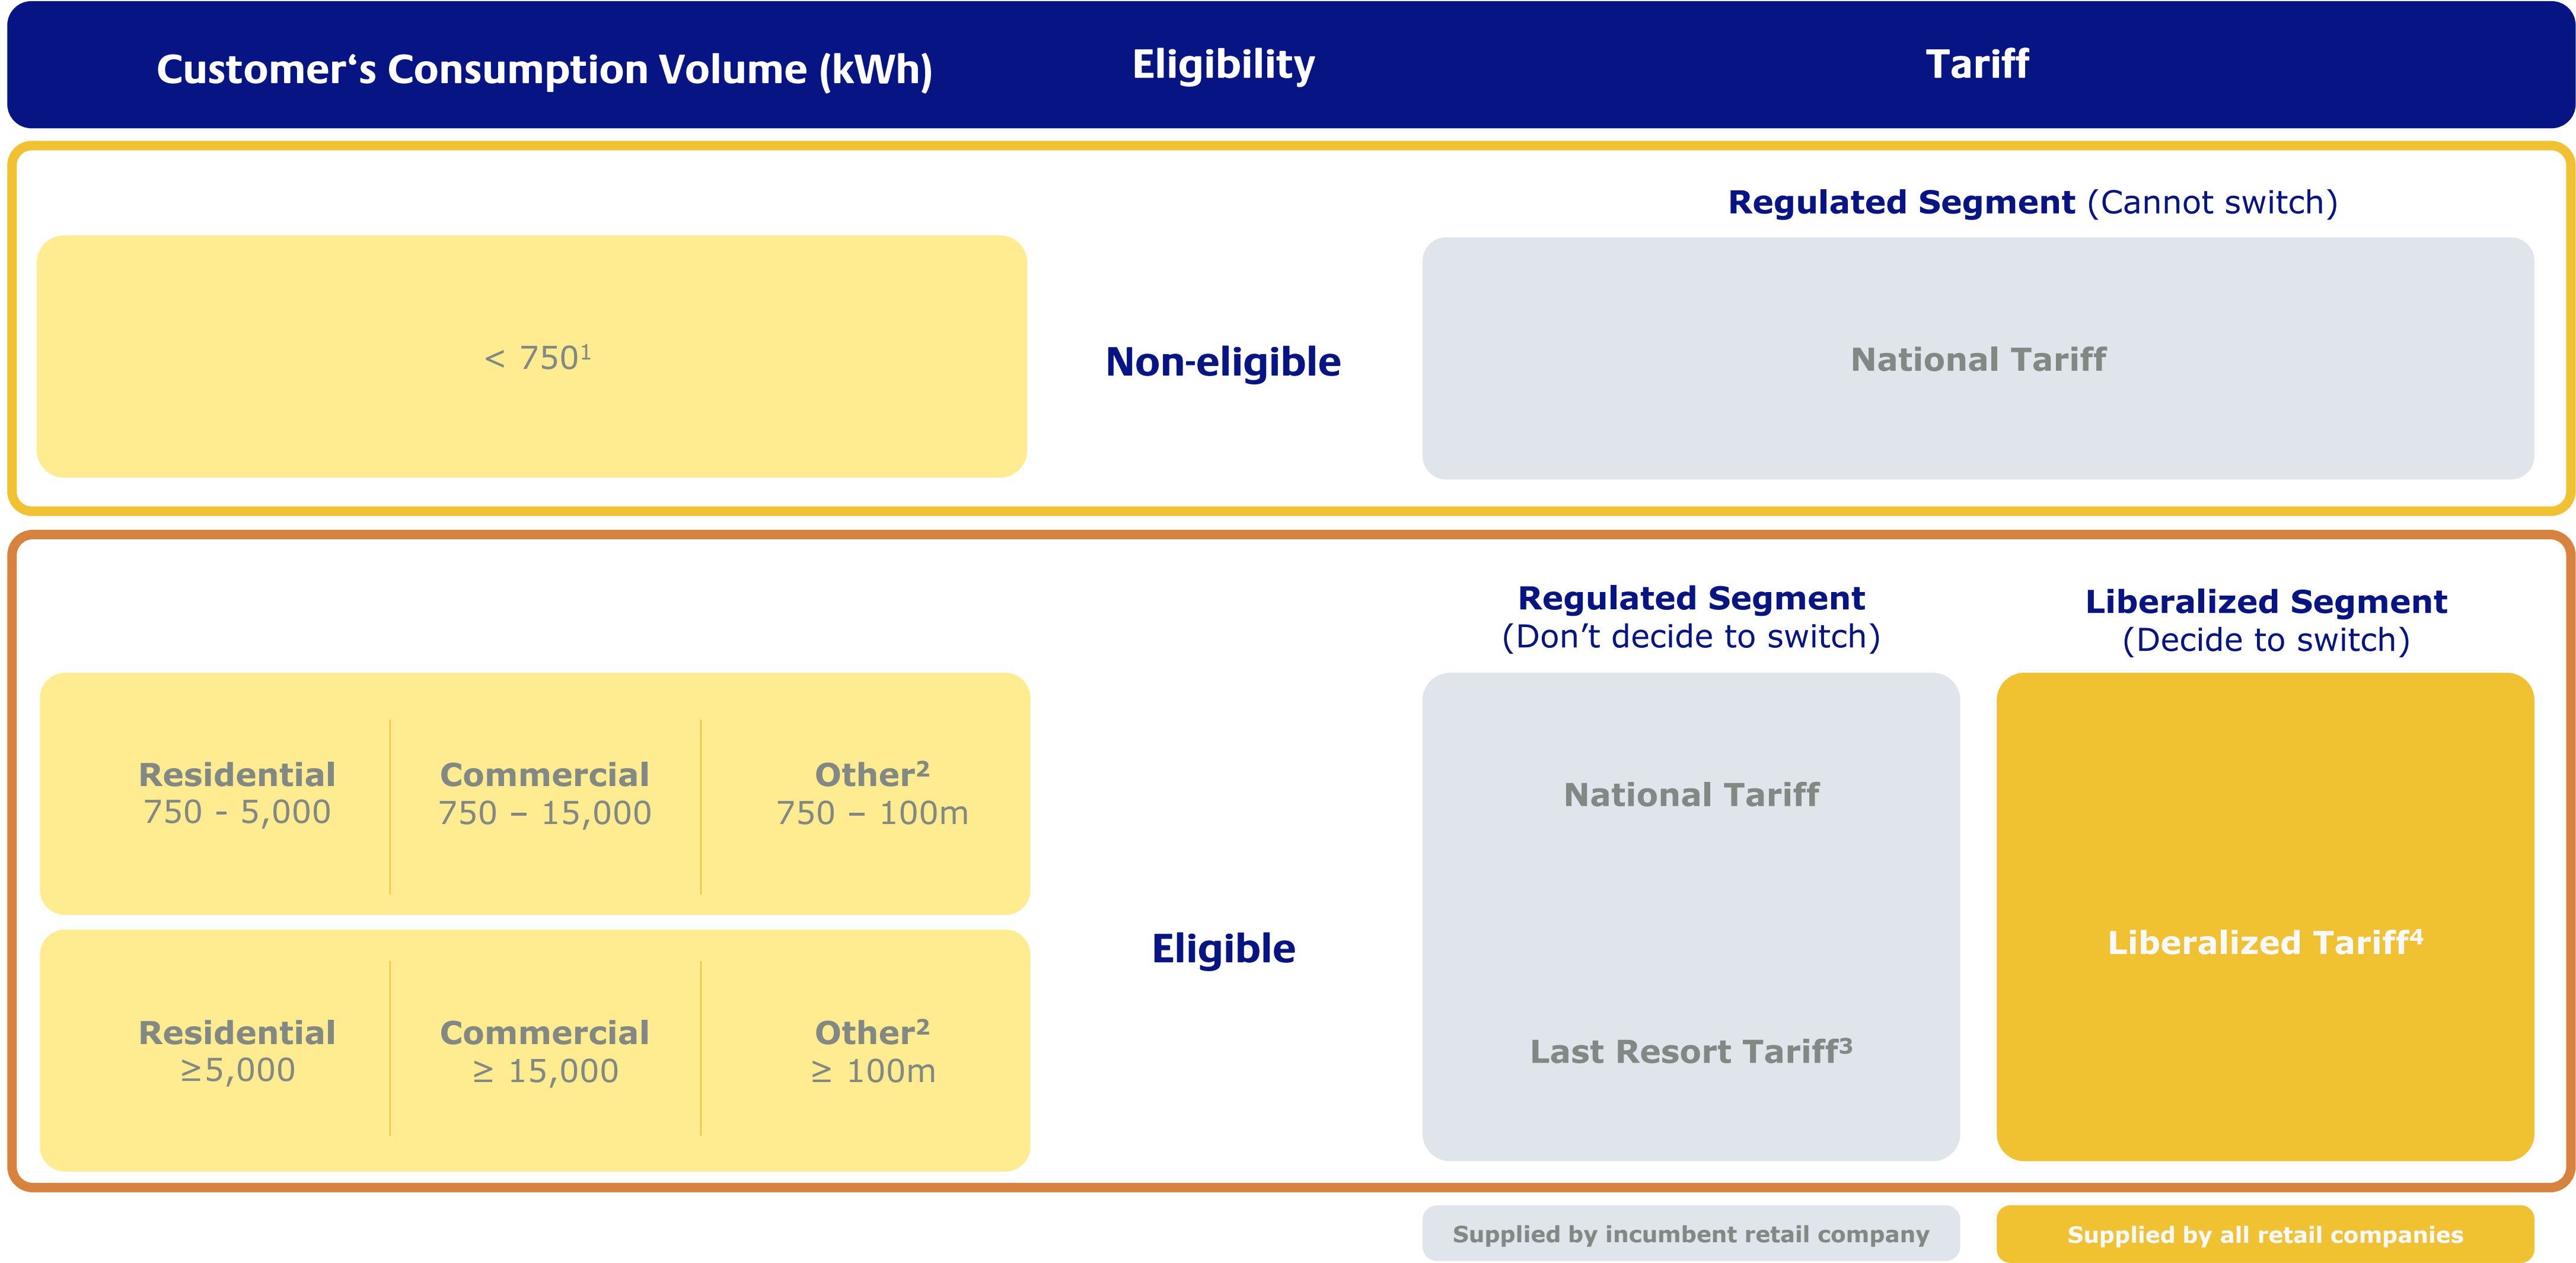 Customer‘s Consumption Volume (kWh)
Eligibility
Tariff
Regulated Segment (Cannot switch)
< 750¹
Non-eligible
National Tariff
Regulated Segment
(Don’t decide to switch)
Liberalized Segment
(Decide to switch)
Residential
750 - 5,000
Commercial
750 – 15,000
Other²
750 – 100m
National Tariff
Eligible
Liberalized Tariff⁴
Residential
≥5,000
Commercial
≥ 15,000
Other²
≥ 100m
Last Resort Tariff³
Supplied by incumbent retail company
Supplied by all retail companies